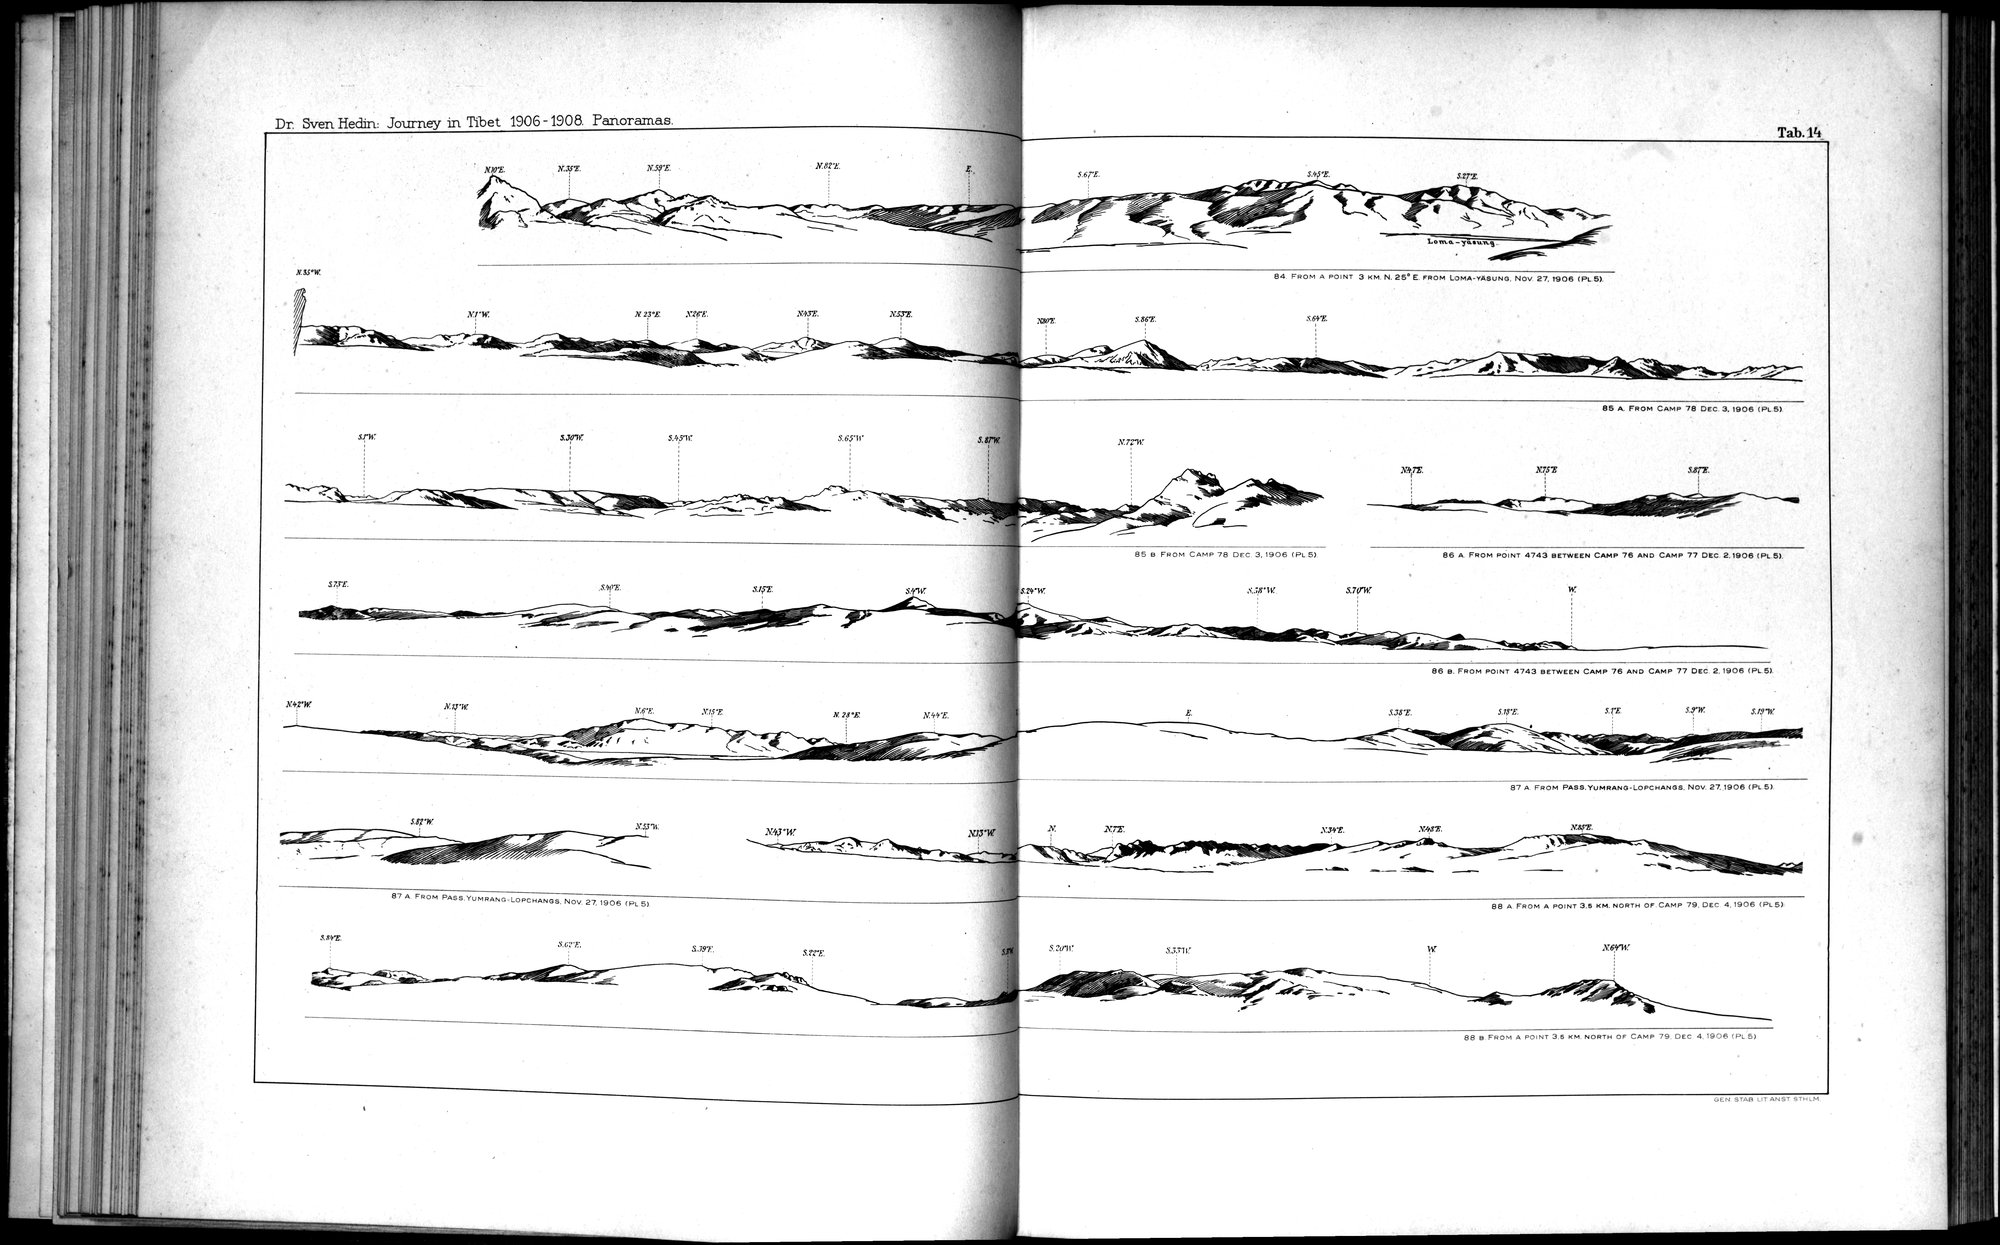 Dr. Sven Hedin: Journey in Tibet 1906-1908. Panoramas.
Tab. 14
N.10°E. N.35°E. N.59°E. N.82°E. E. S.67°E. S.45°E. S.27°E.
Loma-yäsung.
84. FROM A POINT 3 KM. N. 25° E. FROM LOMA-YÄSUNG, NOV. 27, 1906 (PL.5).
N.35°W. N.1°W. N.23°E. N.26°E. N.43°E. N.53°E. N.80°E. S.86°E. S.64°E.
85 A. FROM CAMP 78 DEC. 3, 1906 (PL.5).
S.1°W. S.30°W. S.45°W. S.65°W. S.87°W. N.72°W.
85 B FROM CAMP 78 DEC. 3, 1906 (PL.5)
N.47°E. N.75°E. S.87°E.
86 A. FROM POINT 4743 BETWEEN CAMP 76 AND CAMP 77 DEC. 2, 1906 (PL.5).
S.73°E. S.40°E. S.15°E. S.4°W. S.24°W. S.58°W. S.70°W. W.
86 B. FROM POINT 4743 BETWEEN CAMP 76 AND CAMP 77 DEC. 2, 1906 (PL.5).
N.42°W. N.13°W. N.6°E. N.15°E. N.28°E. N.44°E. E. S.38°E. S.18°E. S.7°E. S.9°W. S.19°W.
87 A. FROM PASS. YUMRANG-LOPCHANGS, NOV. 27, 1906 (PL.5).
S.82°W. N.53°W.
87 A. FROM PASS. YUMRANG-LOPCHANGS, NOV. 27, 1906 (PL.5)
N.43°W. N.13°W. N. N.7°E. N.34°E. N.48°E. N.85°E.
88 A FROM A POINT 3.5 KM. NORTH OF CAMP 79, DEC. 4, 1906 (PL.5)
S.84°E. S.62°E. S.39°E. S.22°E. S.20°W. S.53°W. W. N.64°W.
88 B. FROM A POINT 3.5 KM. NORTH OF CAMP 79, DEC. 4, 1906 (PL.5)
GEN. STAB. LIT. ANST. STHLM.